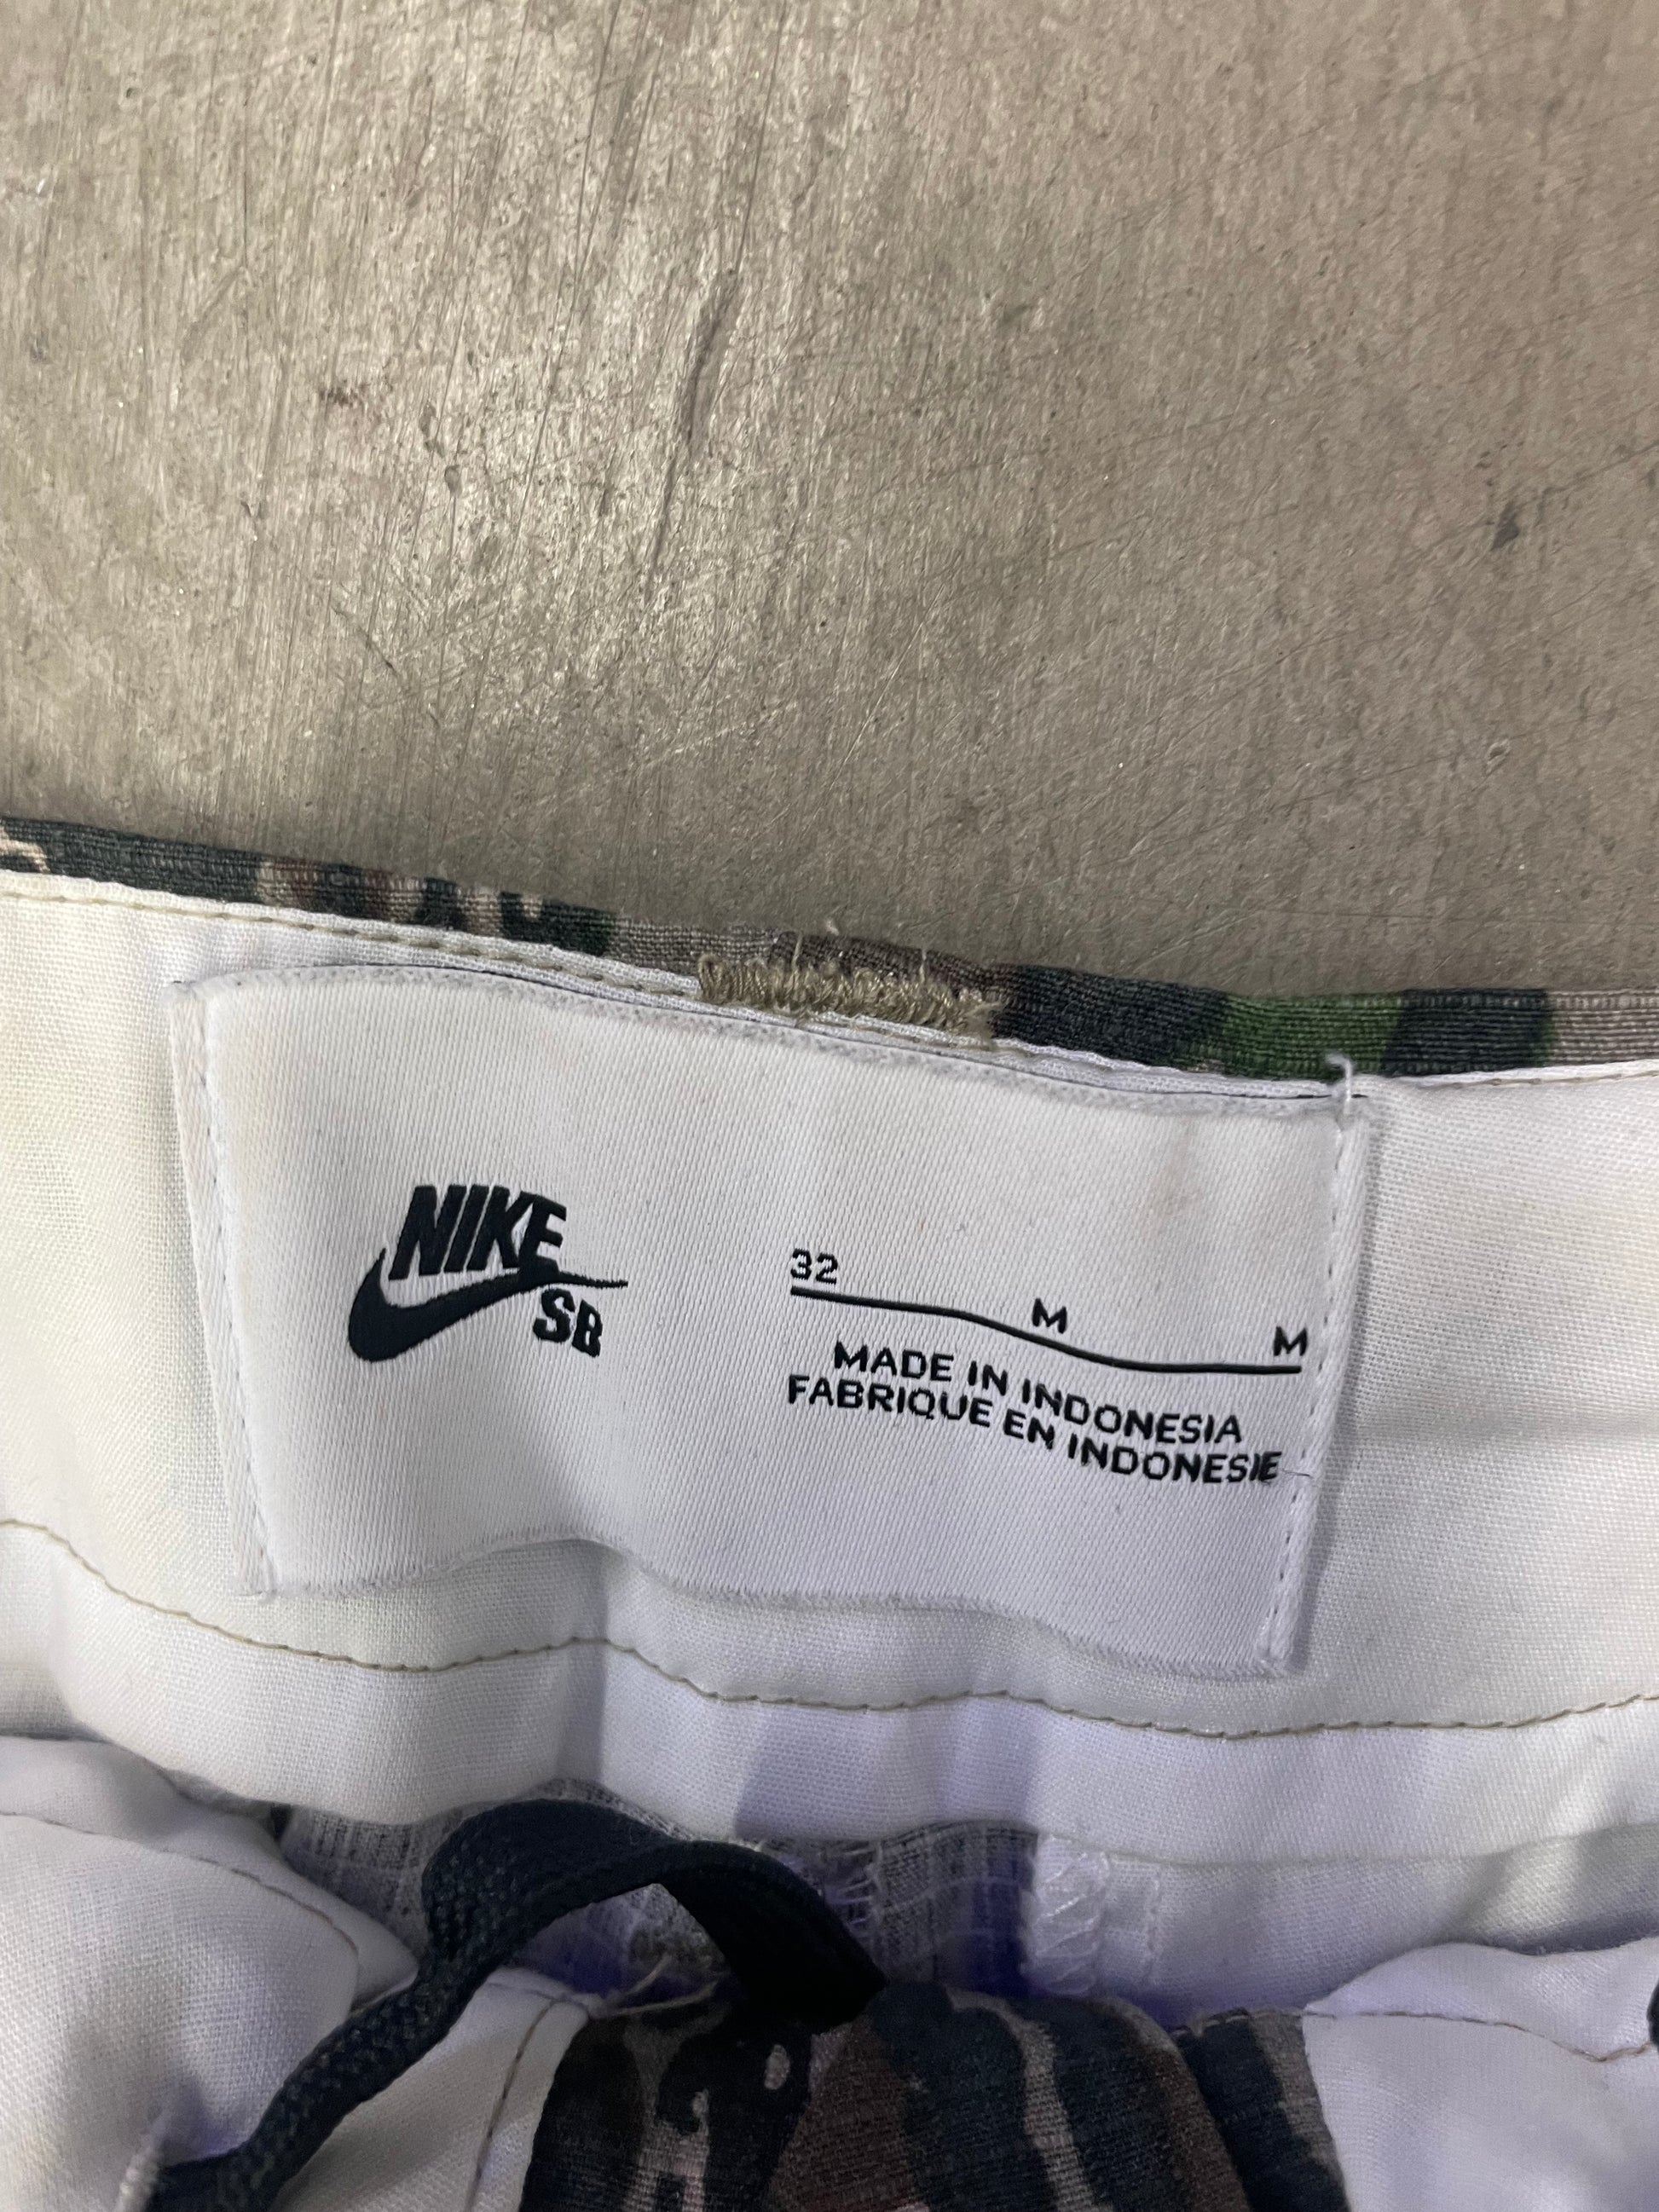 NIKE
SB
32
M
M
MADE IN INDONESIA
FABRIQUE EN INDONESIE